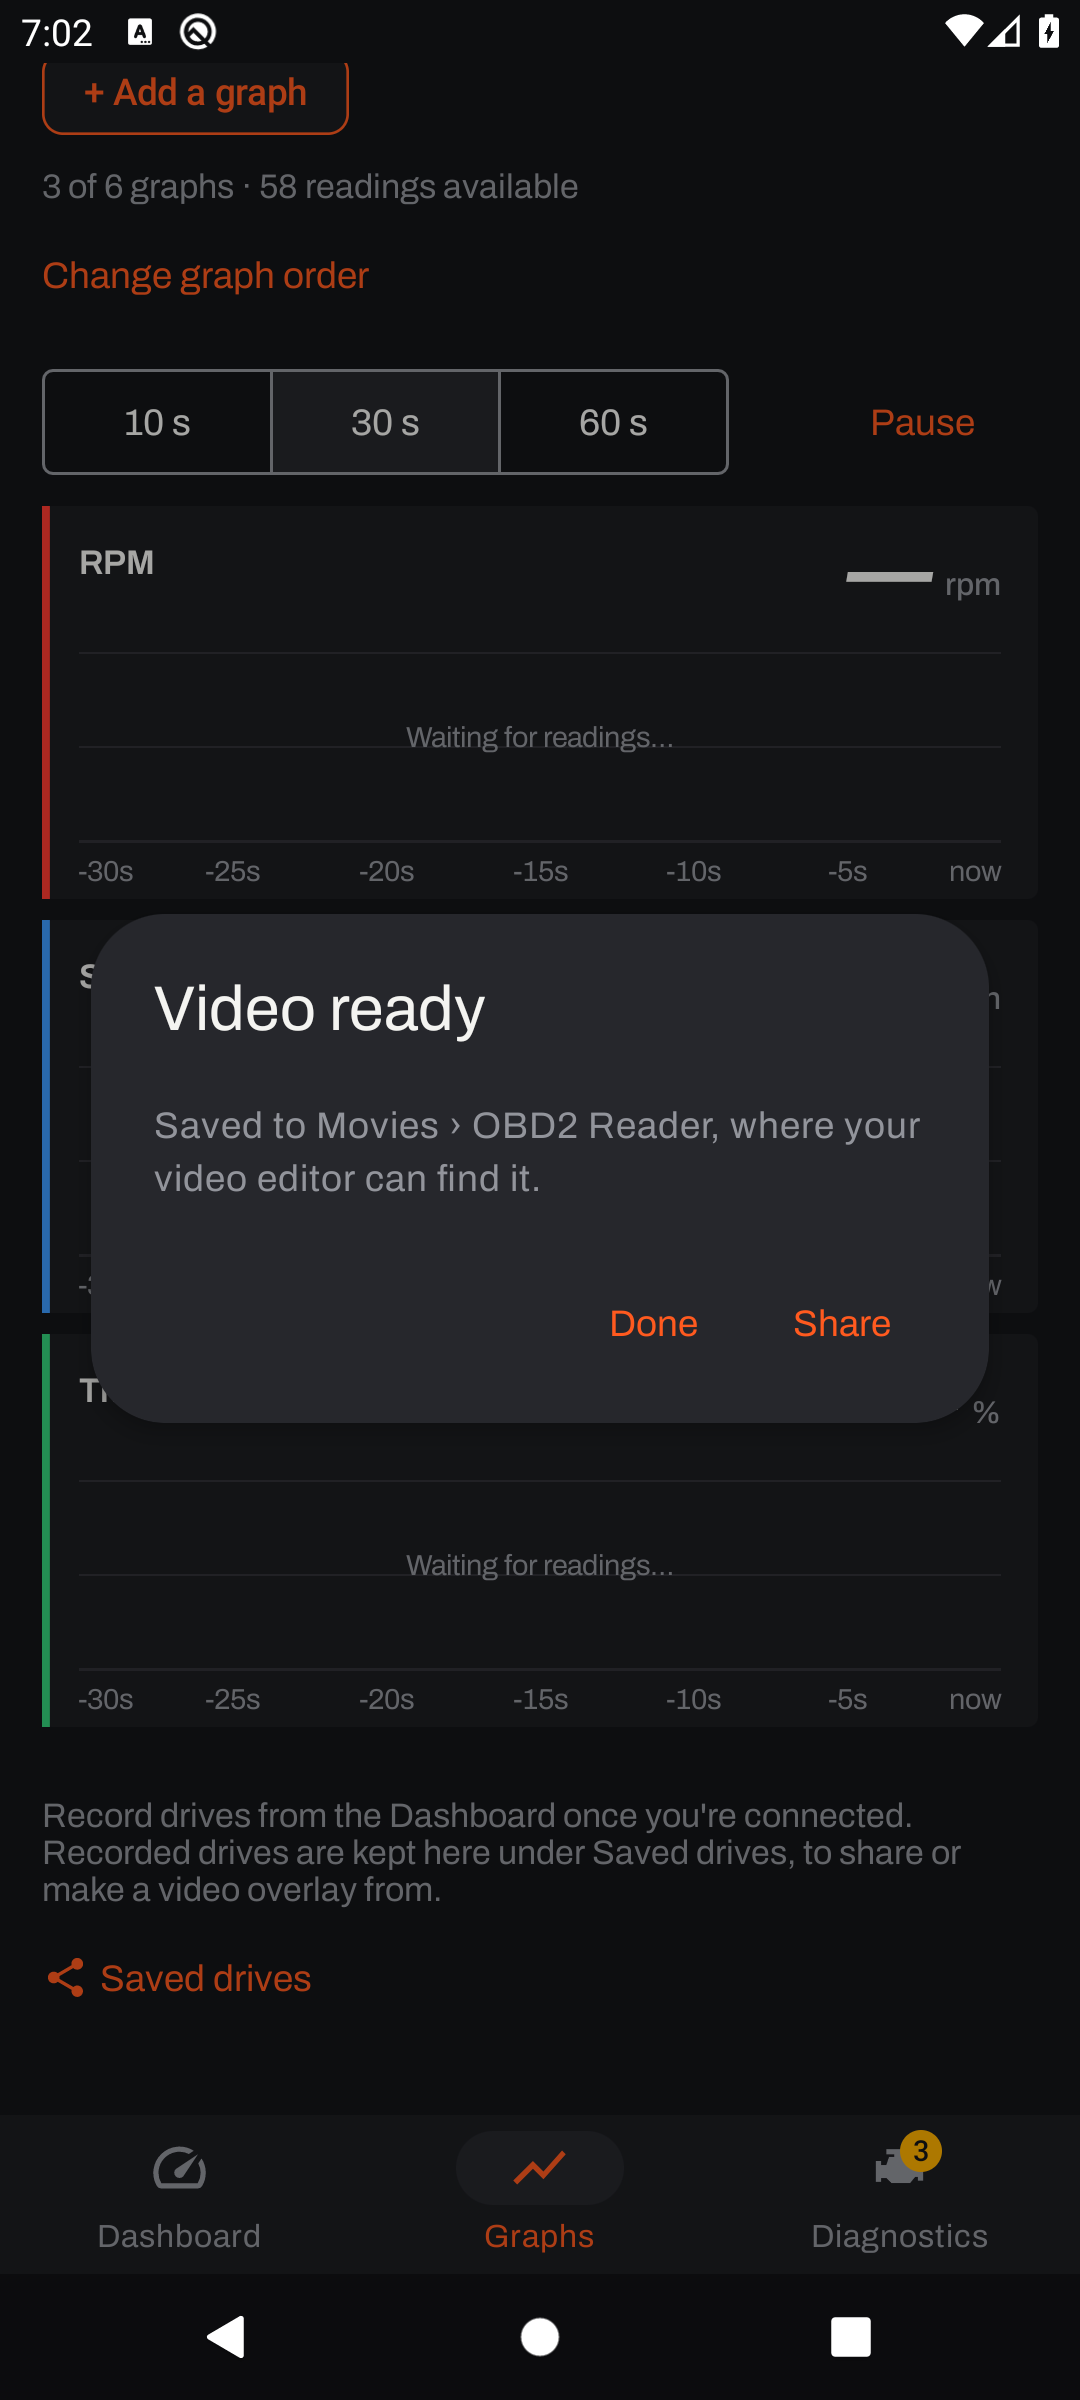 7:02
+ Add a graph
3 of 6 graphs · 58 readings available
Change graph order
10 s
30 s
60 s
Pause
RPM
rpm
Waiting for readings...
-30s -25s -20s -15s -10s -5s now
Video ready
Saved to Movies › OBD2 Reader, where your
video editor can find it.
Done
Share
%
Waiting for readings...
-30s -25s -20s -15s -10s -5s now
Record drives from the Dashboard once you're connected.
Recorded drives are kept here under Saved drives, to share or
make a video overlay from.
Saved drives
3
Dashboard
Graphs
Diagnostics